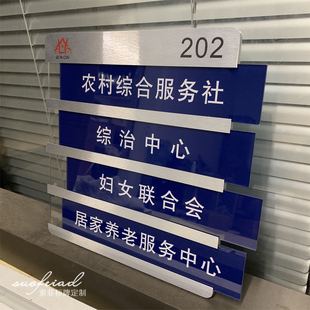 202
农村综合服务社
综治中心
妇女联合会
居家养老服务中心
suofeiad